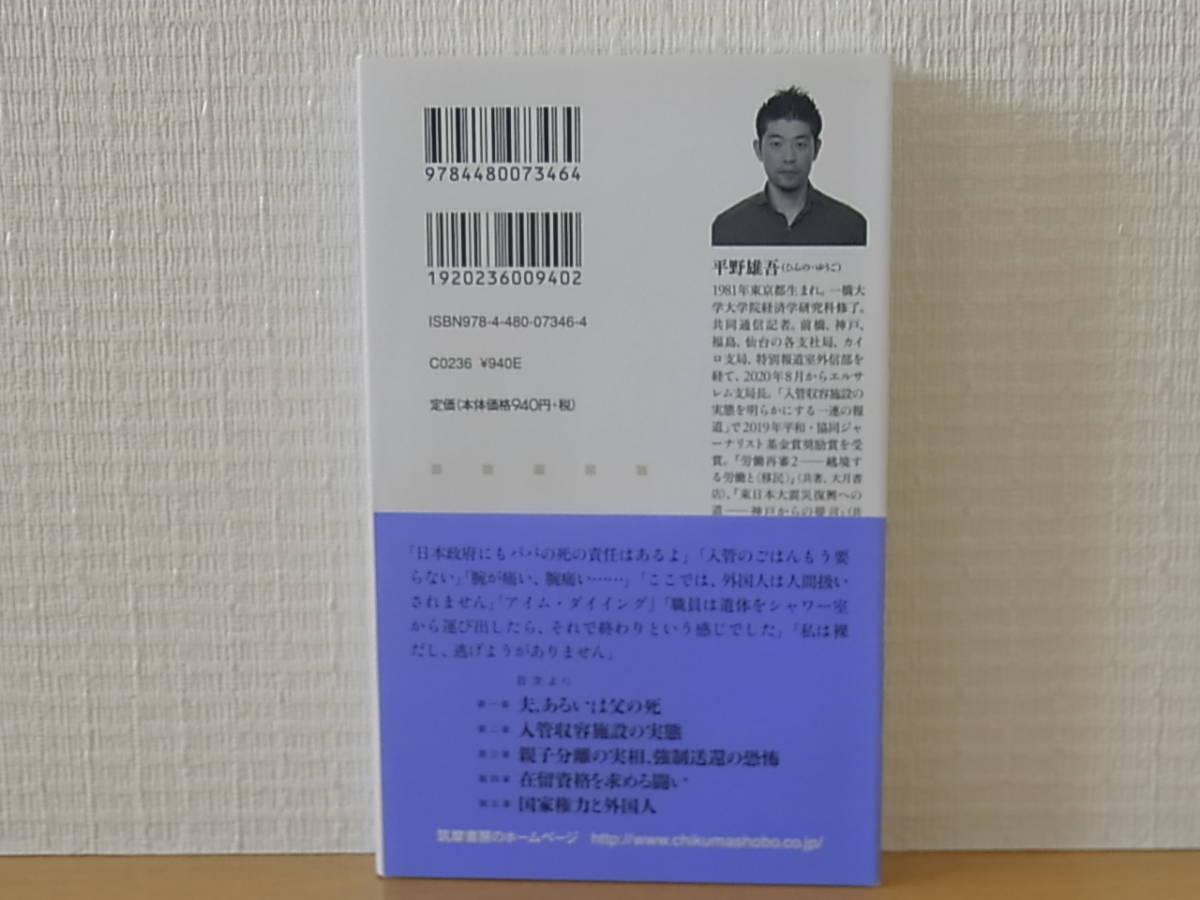 9784480073464
1920236009402
ISBN978-4-480-07346-4
C0236 ¥940E
定価(本体価格940円+税)
平野雄吾(ひらの・ゆうご)
1981年東京都生まれ。一橋大
学大学院経済学研究科修了。
共同通信記者。前橋、神戸、
福島、仙台の各支社局、カイ
ロ支局、特別報道室外信部を
経て、2020年8月からエルサ
レム支局長。「入管収容施設の
実態を明らかにする一連の報
道」で2019年平和・協同ジャ
ーナリスト基金賞奨励賞を受
賞。『労働再審2――越境す
る労働と〈移民〉』(共著、大月書
店)、『東日本大震災復興への
道――神戸からの提言』(共
「日本政府にもパパの死の責任はあるよ」「入管のごはんもう要
らない」「腕が痛い、腕痛い……」「ここでは、外国人は人間扱い
されません」「アイム・ダイイング」「職員は遺体をシャワー室
から運び出したら、それで終わりという感じでした」「私は裸
だし、逃げようがありません」
目次より
第一章 夫、あるいは父の死
第二章 入管収容施設の実態
第三章 親子分離の実相、強制送還の恐怖
第四章 在留資格を求める闘い
第五章 国家権力と外国人
筑摩書房のホームページ http://www.chikumashobo.co.jp/